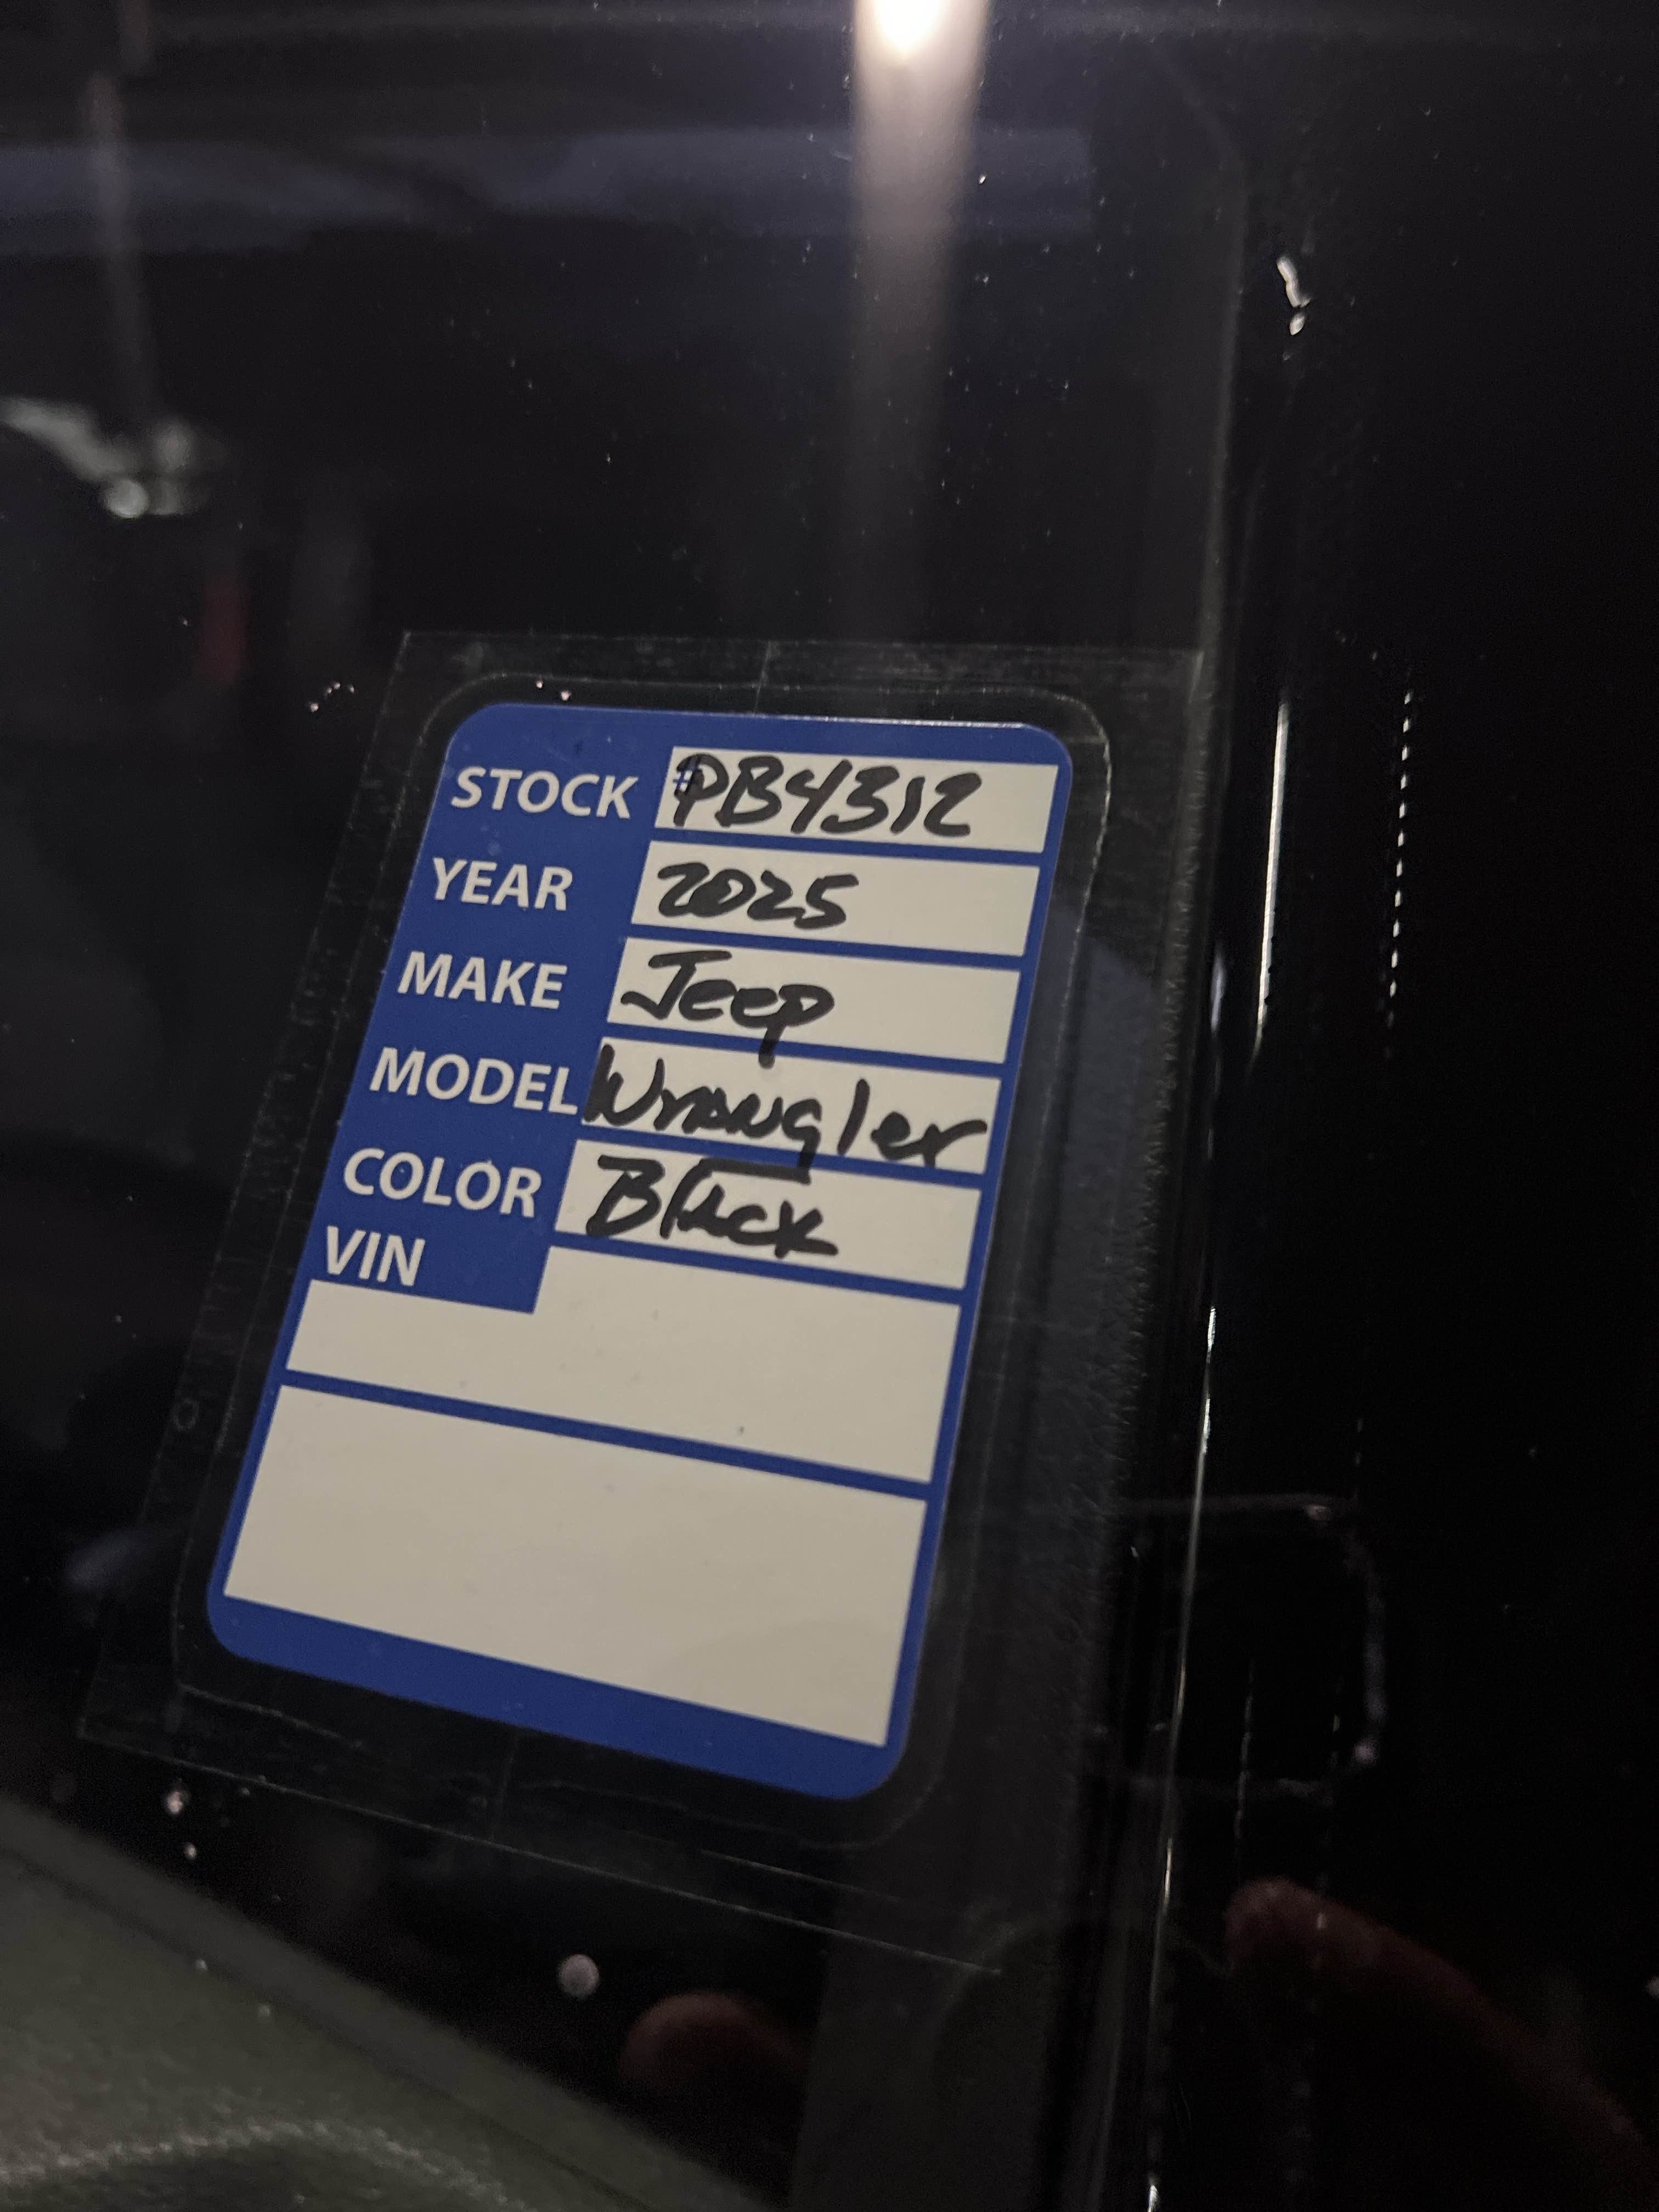 STOCK #PB4312
YEAR 2025
MAKE Jeep
MODEL Wrangler
COLOR Black
VIN